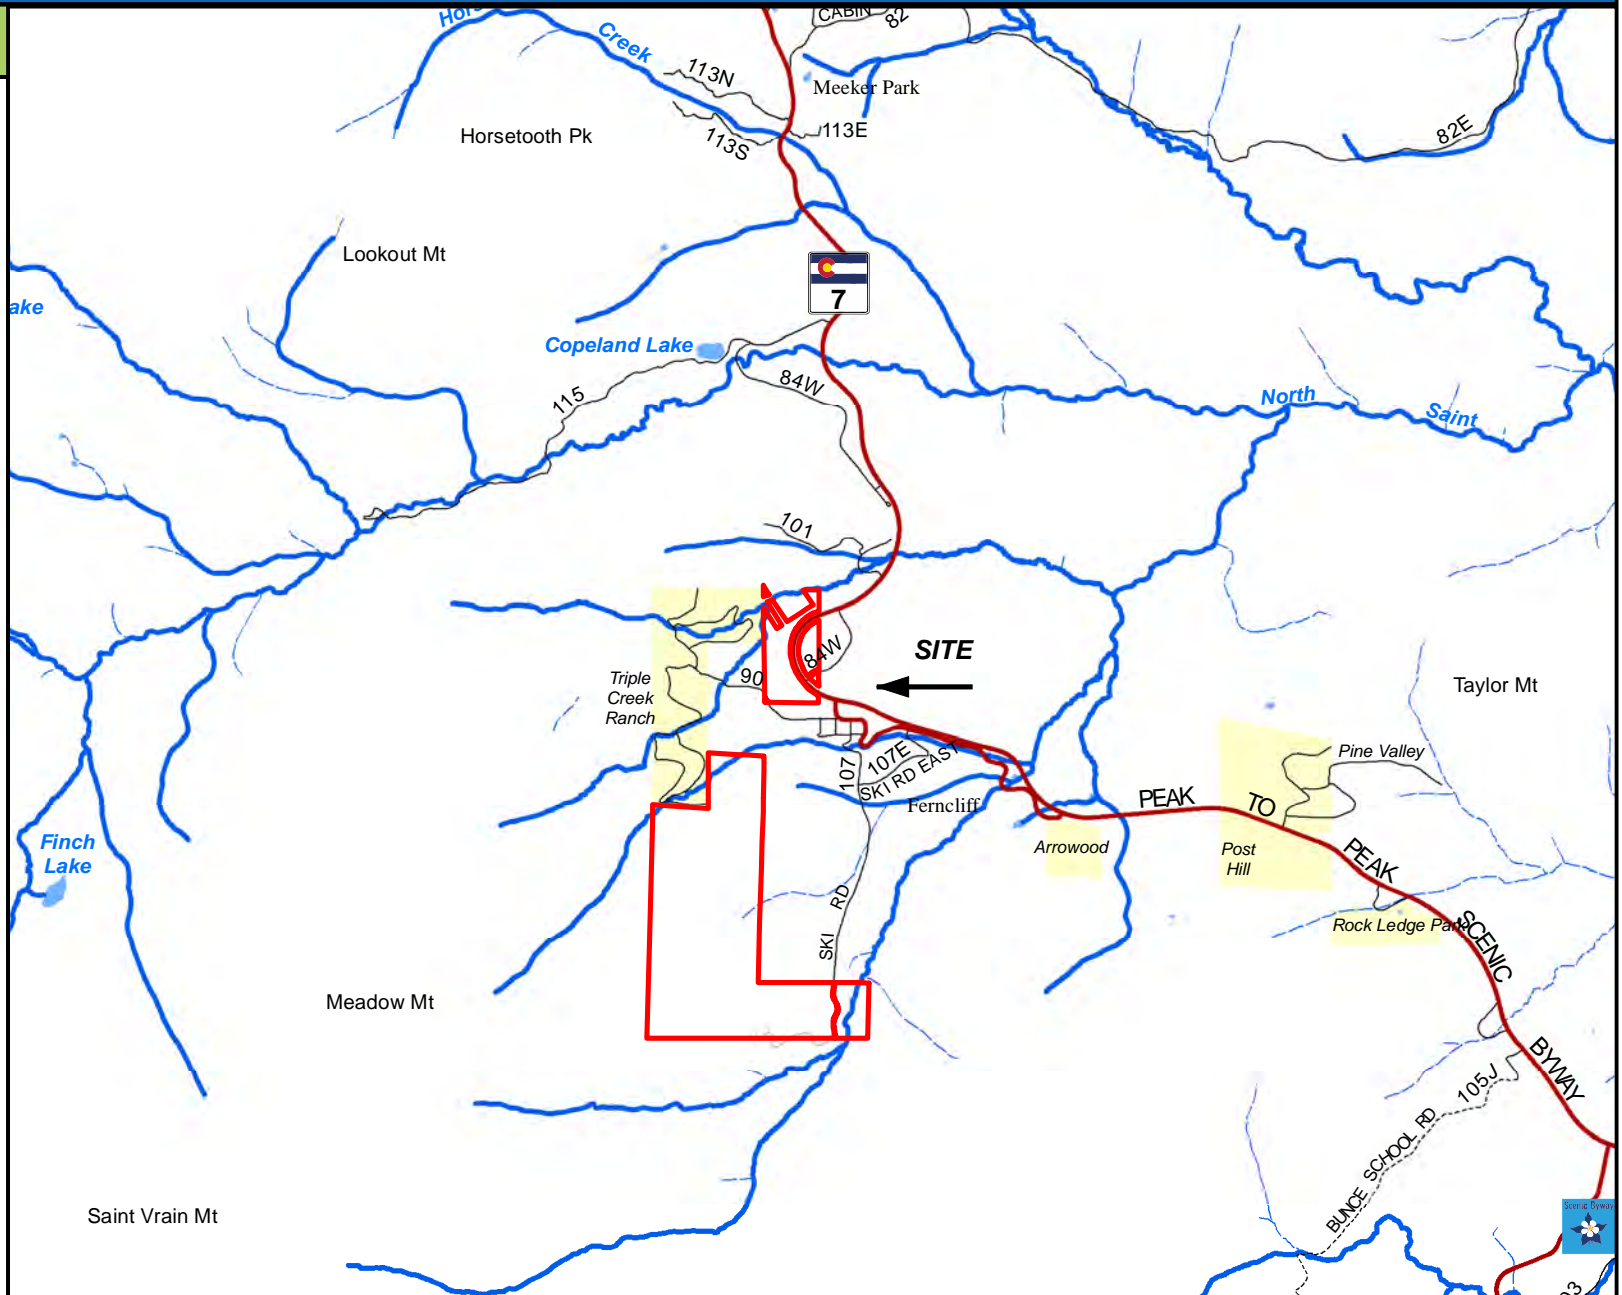 Creek
CABIN
82
113N
Meeker Park
113E
113S
82E
Horsetooth Pk
Lookout Mt
7
ake
Copeland Lake
84W
115
North
Saint
101
SITE
84W
90
Triple
Creek
Ranch
Taylor Mt
Pine Valley
107E
SKI RD EAST
107
Ferncliff
PEAK
TO
PEAK
SCENIC
BYWAY
Arrowood
Post
Hill
Finch
Lake
RD
SKI
Rock Ledge Park
Meadow Mt
105J
BUNCE SCHOOL RD
Saint Vrain Mt
Scenic Byway